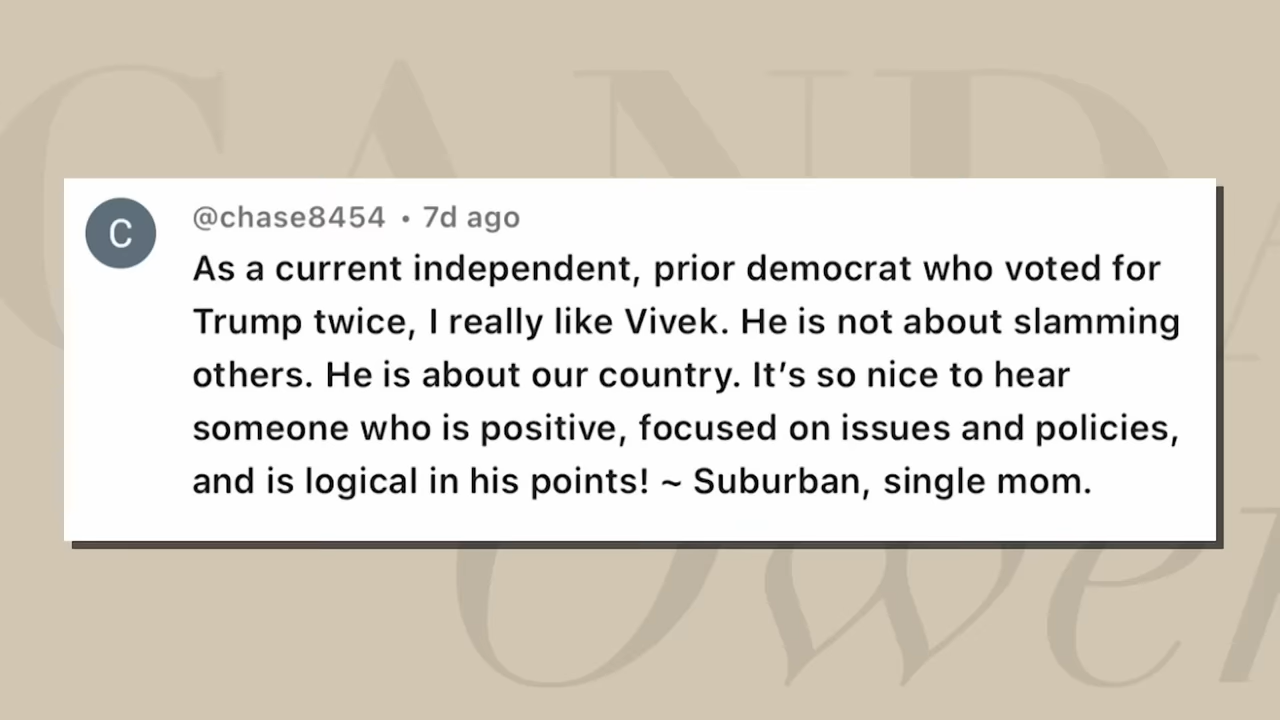 CANDA
C
@chase8454 • 7d ago
As a current independent, prior democrat who voted for
Trump twice, I really like Vivek. He is not about slamming
others. He is about our country. It’s so nice to hear
someone who is positive, focused on issues and policies,
and is logical in his points! ~ Suburban, single mom.
Owen